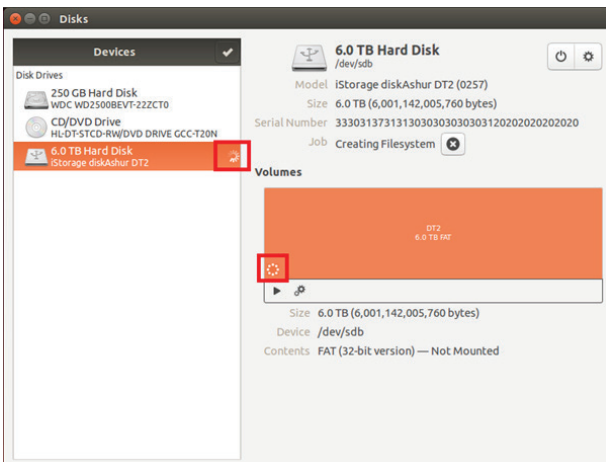 Disks
Devices
Disk Drives
250 GB Hard Disk
WDC WD2500BEVT-22ZCT0
CD/DVD Drive
HL-DT-STCD-RW/DVD DRIVE GCC-T20N
6.0 TB Hard Disk
iStorage diskAshur DT2
6.0 TB Hard Disk
/dev/sdb
Model iStorage diskAshur DT2 (0257)
Size 6.0 TB (6,001,142,005,760 bytes)
Serial Number 33303137313130303030303031202020202020
Job Creating Filesystem
Volumes
DT2
6.0 TB FAT
Size 6.0 TB (6,001,142,005,760 bytes)
Device /dev/sdb
Contents FAT (32-bit version) — Not Mounted